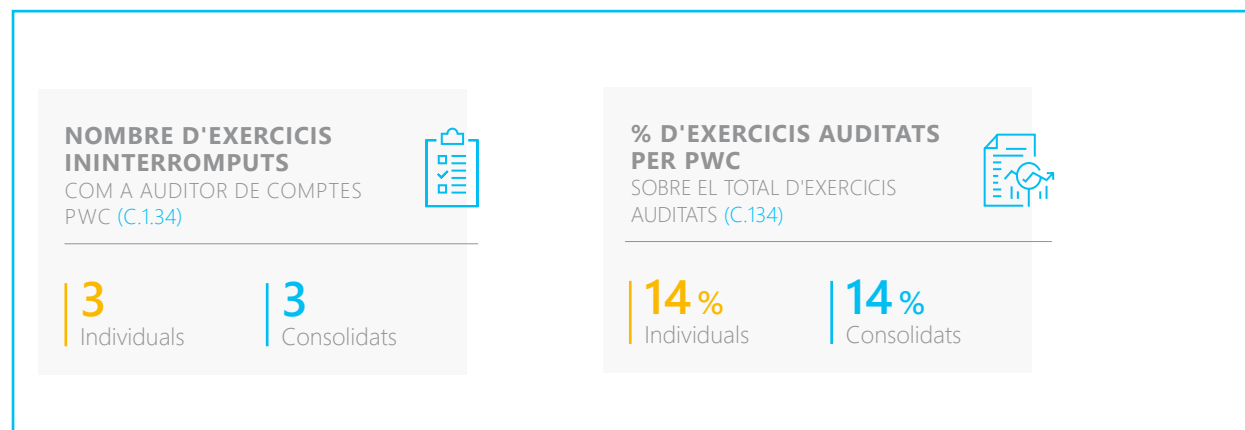 NOMBRE D'EXERCICIS
ININTERROMPUTS
COM A AUDITOR DE COMPTES
PWC (C.1.34)
3
Individuals
3
Consolidats
% D'EXERCICIS AUDITATS
PER PWC
SOBRE EL TOTAL D'EXERCICIS
AUDITATS (C.134)
14 %
Individuals
14 %
Consolidats